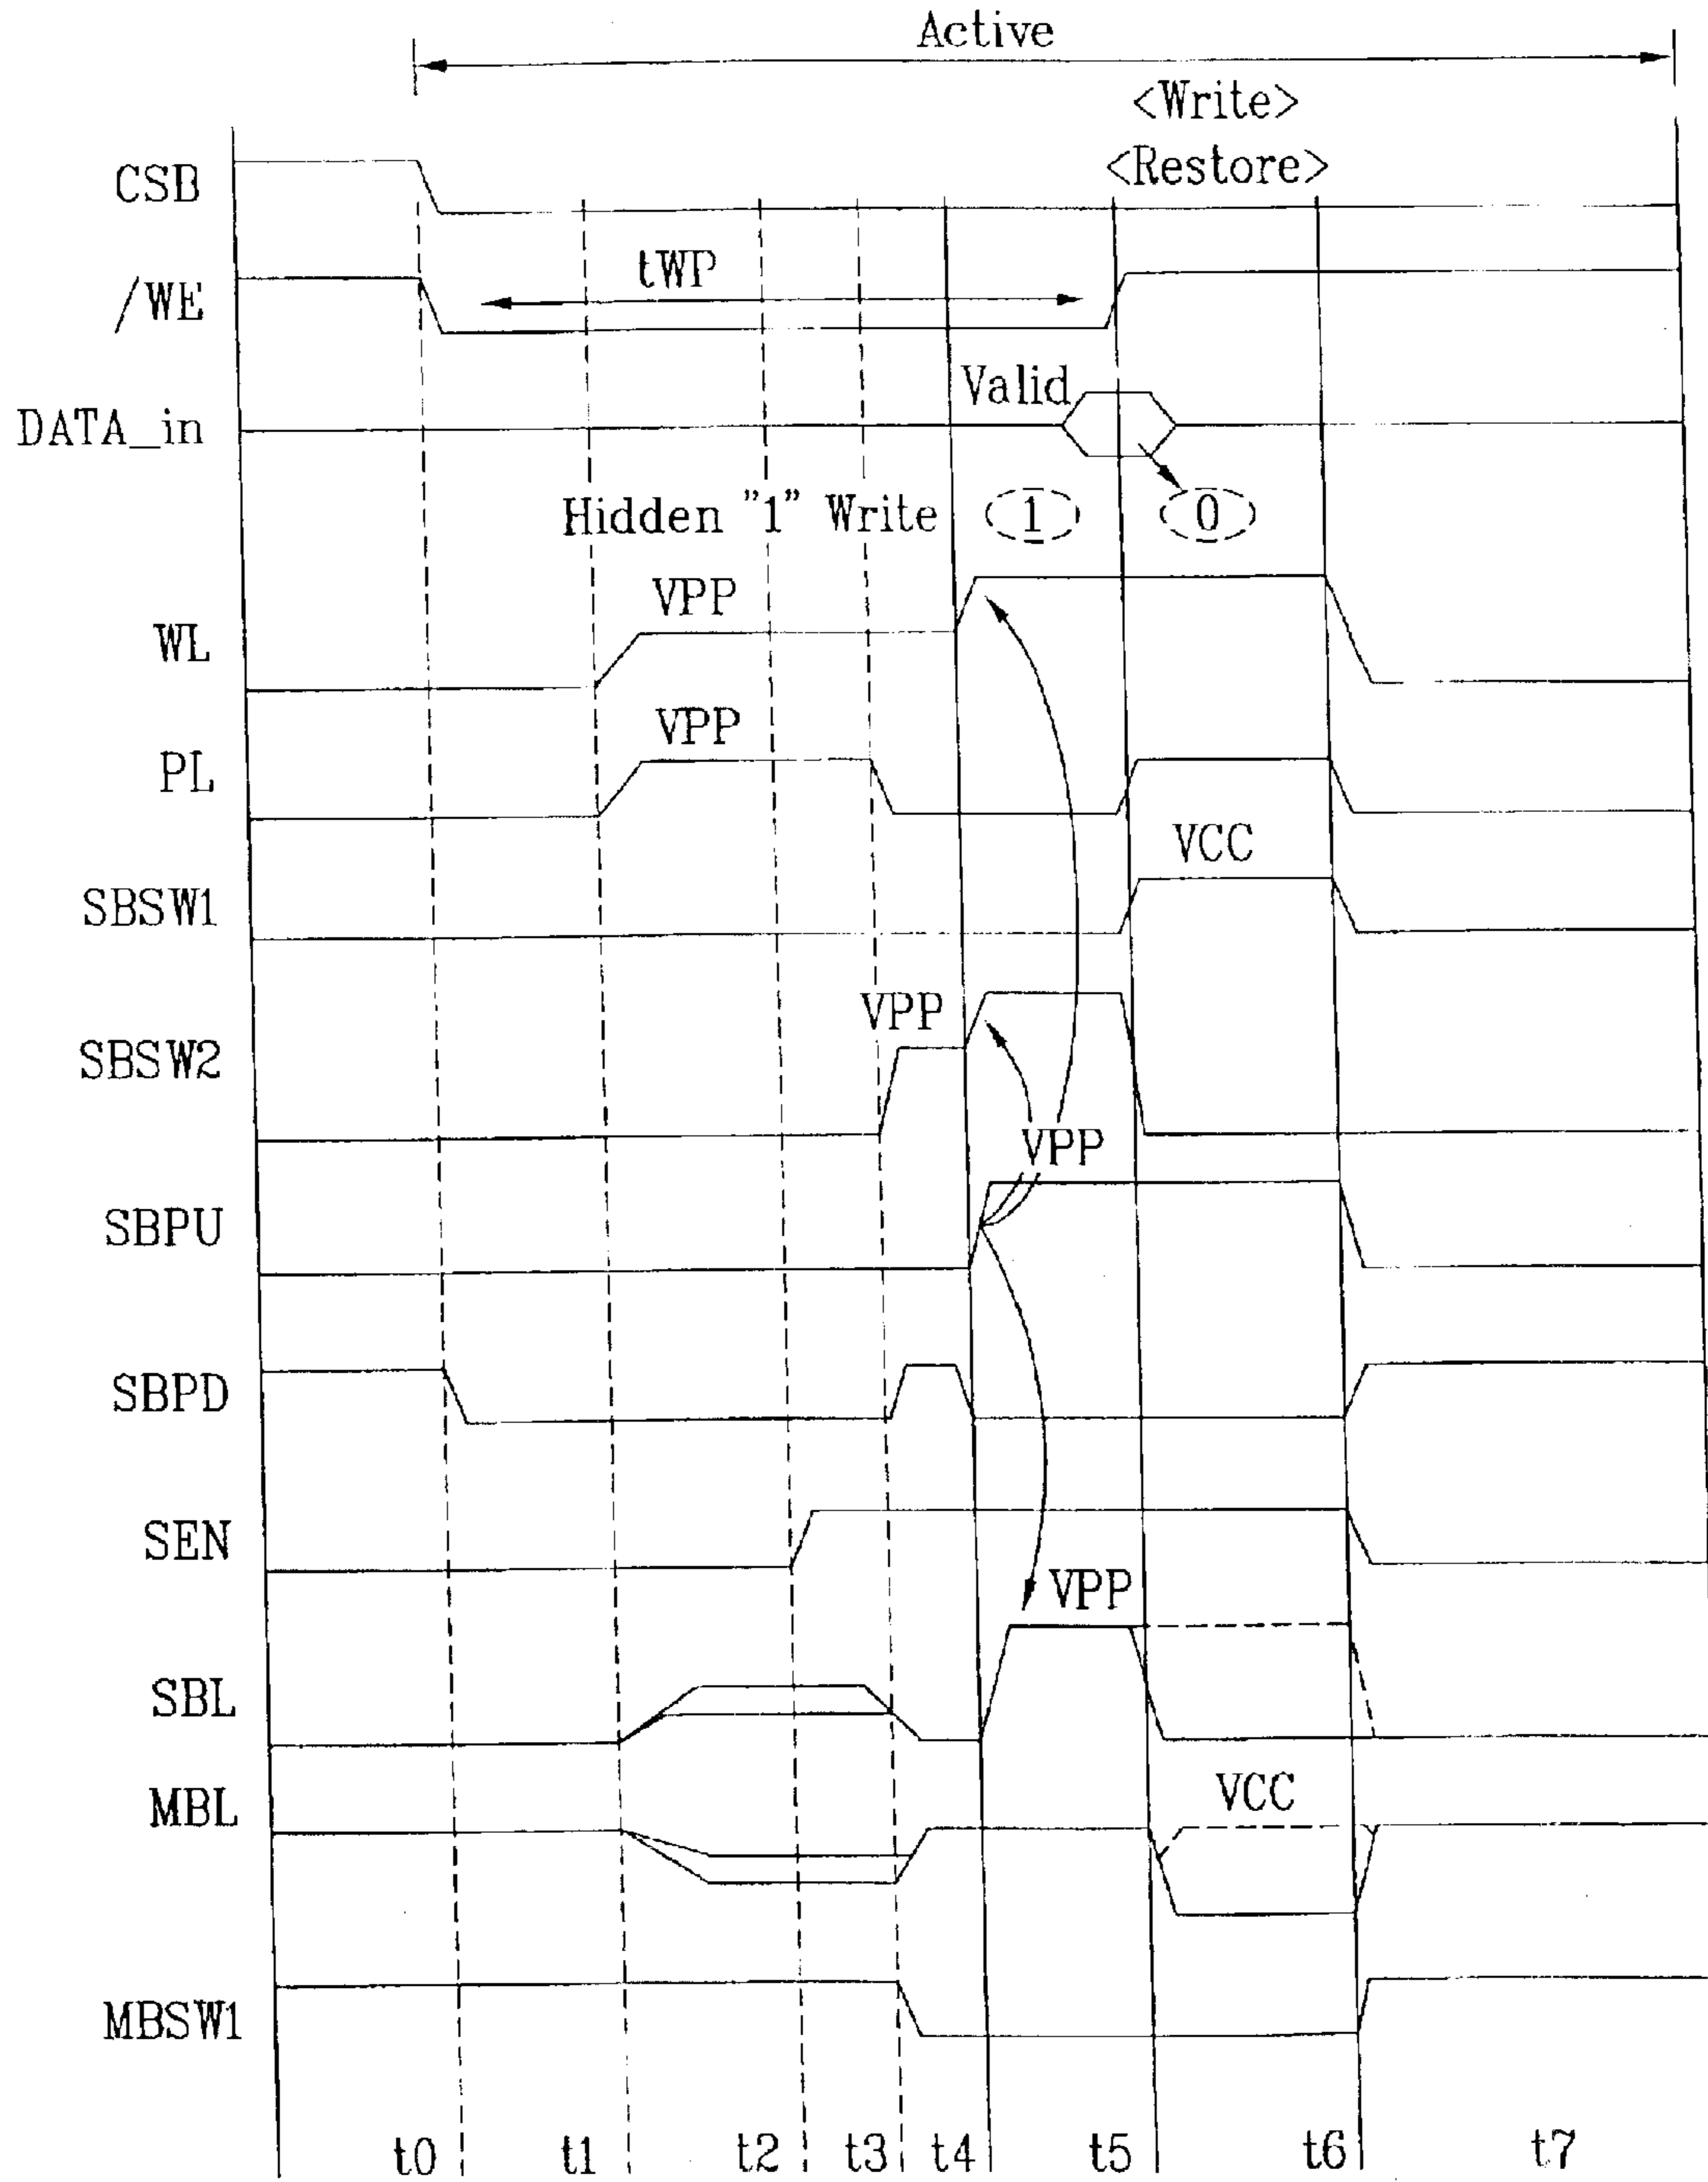 Active
<Write>
<Restore>
CSB
/WE
tWP
DATA_in
Valid
Hidden "1" Write
1
0
WL
VPP
PL
VPP
SBSW1
VCC
SBSW2
VPP
VPP
SBPU
SBPD
SEN
VPP
SBL
MBL
VCC
MBSW1
t0 t1 t2 t3 t4 t5 t6 t7